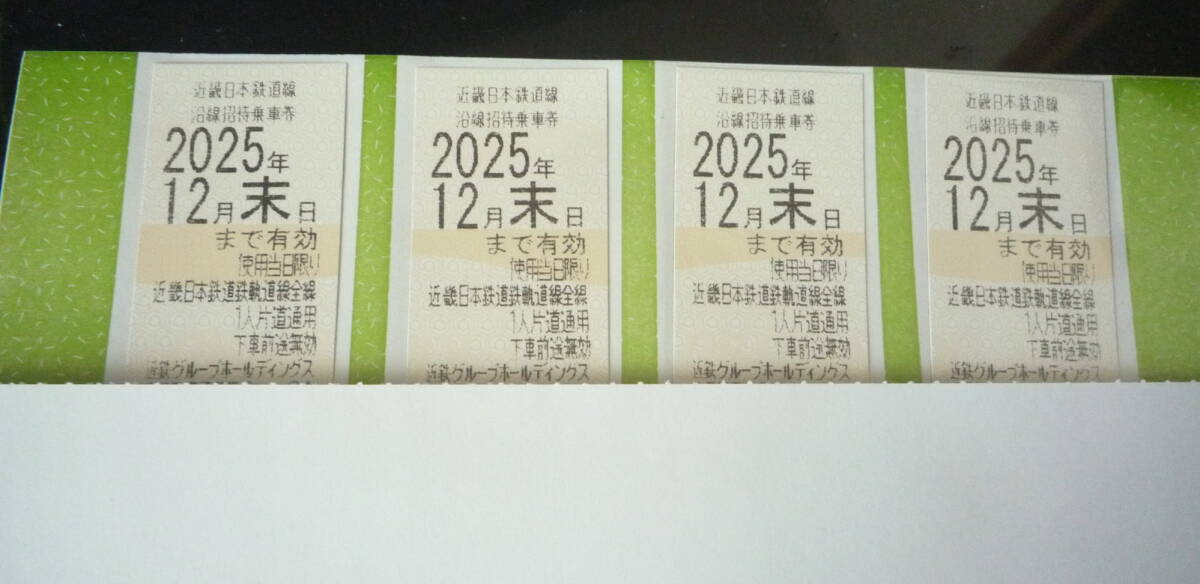 近畿日本鉄道線
沿線招待乗車券
2025年
12月末日
まで有効
使用当日限り
近畿日本鉄道鉄軌道線全線
1人片道通用
下車前途無効
近鉄グループホールディングス
近畿日本鉄道線
沿線招待乗車券
2025年
12月末日
まで有効
使用当日限り
近畿日本鉄道鉄軌道線全線
1人片道通用
下車前途無効
近鉄グループホールディングス
近畿日本鉄道線
沿線招待乗車券
2025年
12月末日
まで有効
使用当日限り
近畿日本鉄道鉄軌道線全線
1人片道通用
下車前途無効
近鉄グループホールディングス
近畿日本鉄道線
沿線招待乗車券
2025年
12月末日
まで有効
使用当日限り
近畿日本鉄道鉄軌道線全線
1人片道通用
下車前途無効
近鉄グループホールディングス